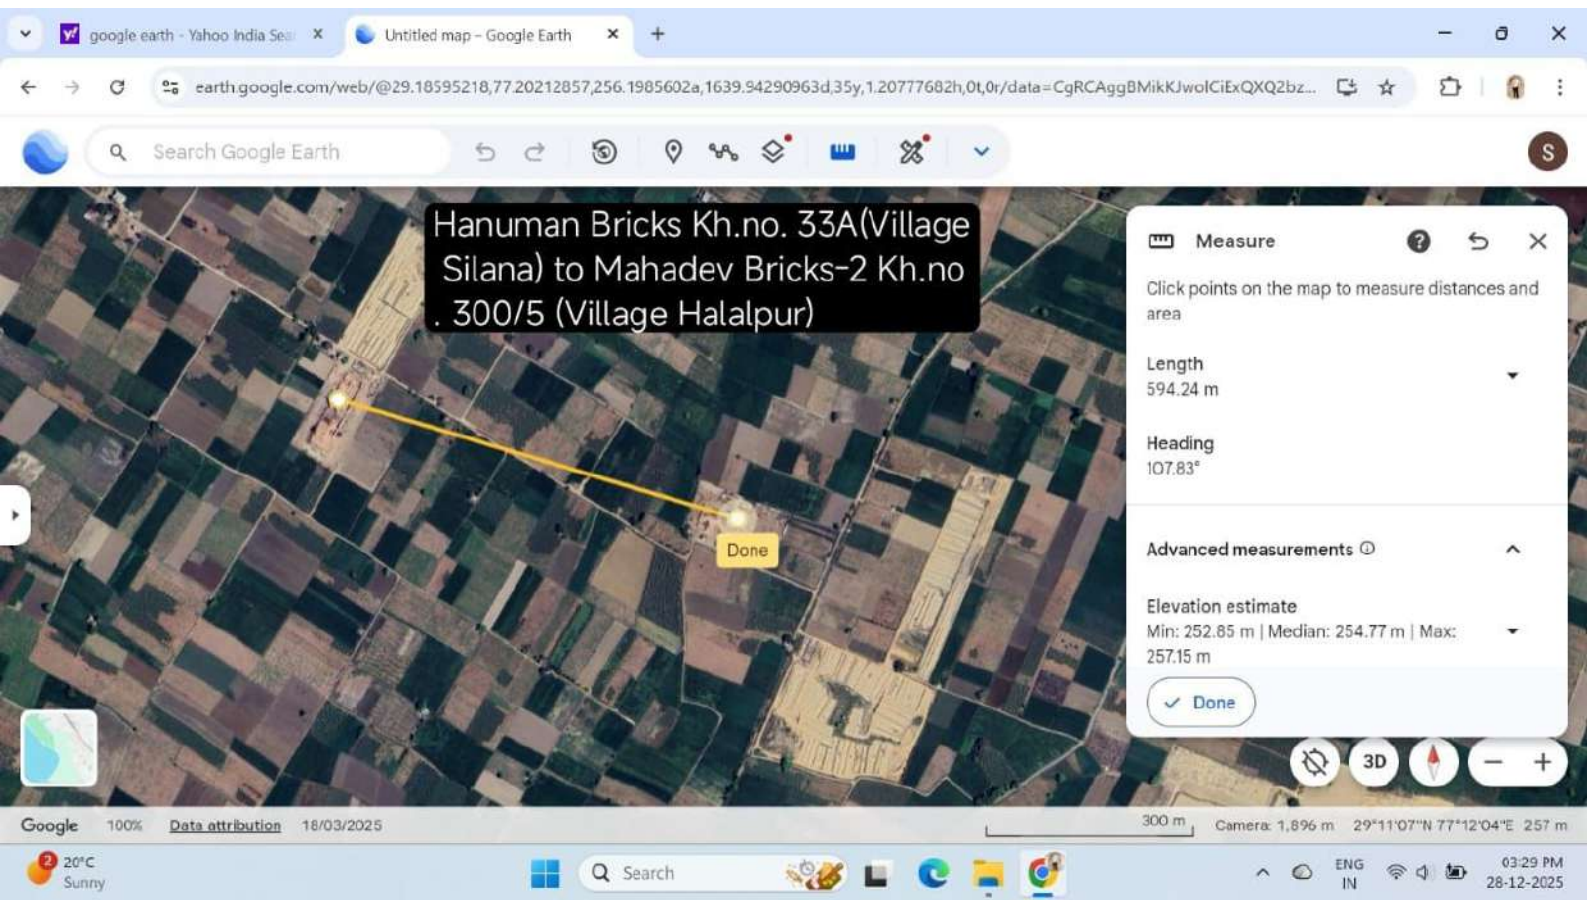 google earth - Yahoo India Sea
Untitled map - Google Earth
earth.google.com/web/@29.18595218,77.20212857,256.1985602a,1639.94290963d,35y,1.20777682h,0t,0r/data=CgRCAggBMikKJwolCiExQXQ2bz...
Search Google Earth
S
Hanuman Bricks Kh.no. 33A(Village
Silana) to Mahadev Bricks-2 Kh.no
. 300/5 (Village Halalpur)
Measure
Click points on the map to measure distances and
area
Length
594.24 m
Heading
107.83°
Advanced measurements
Elevation estimate
Min: 252.85 m | Median: 254.77 m | Max:
257.15 m
Done
Done
3D
Google 100% Data attribution 18/03/2025
300 m Camera: 1,896 m 29°11'07"N 77°12'04"E 257 m
2
20°C
Sunny
Search
ENG
IN
03:29 PM
28-12-2025